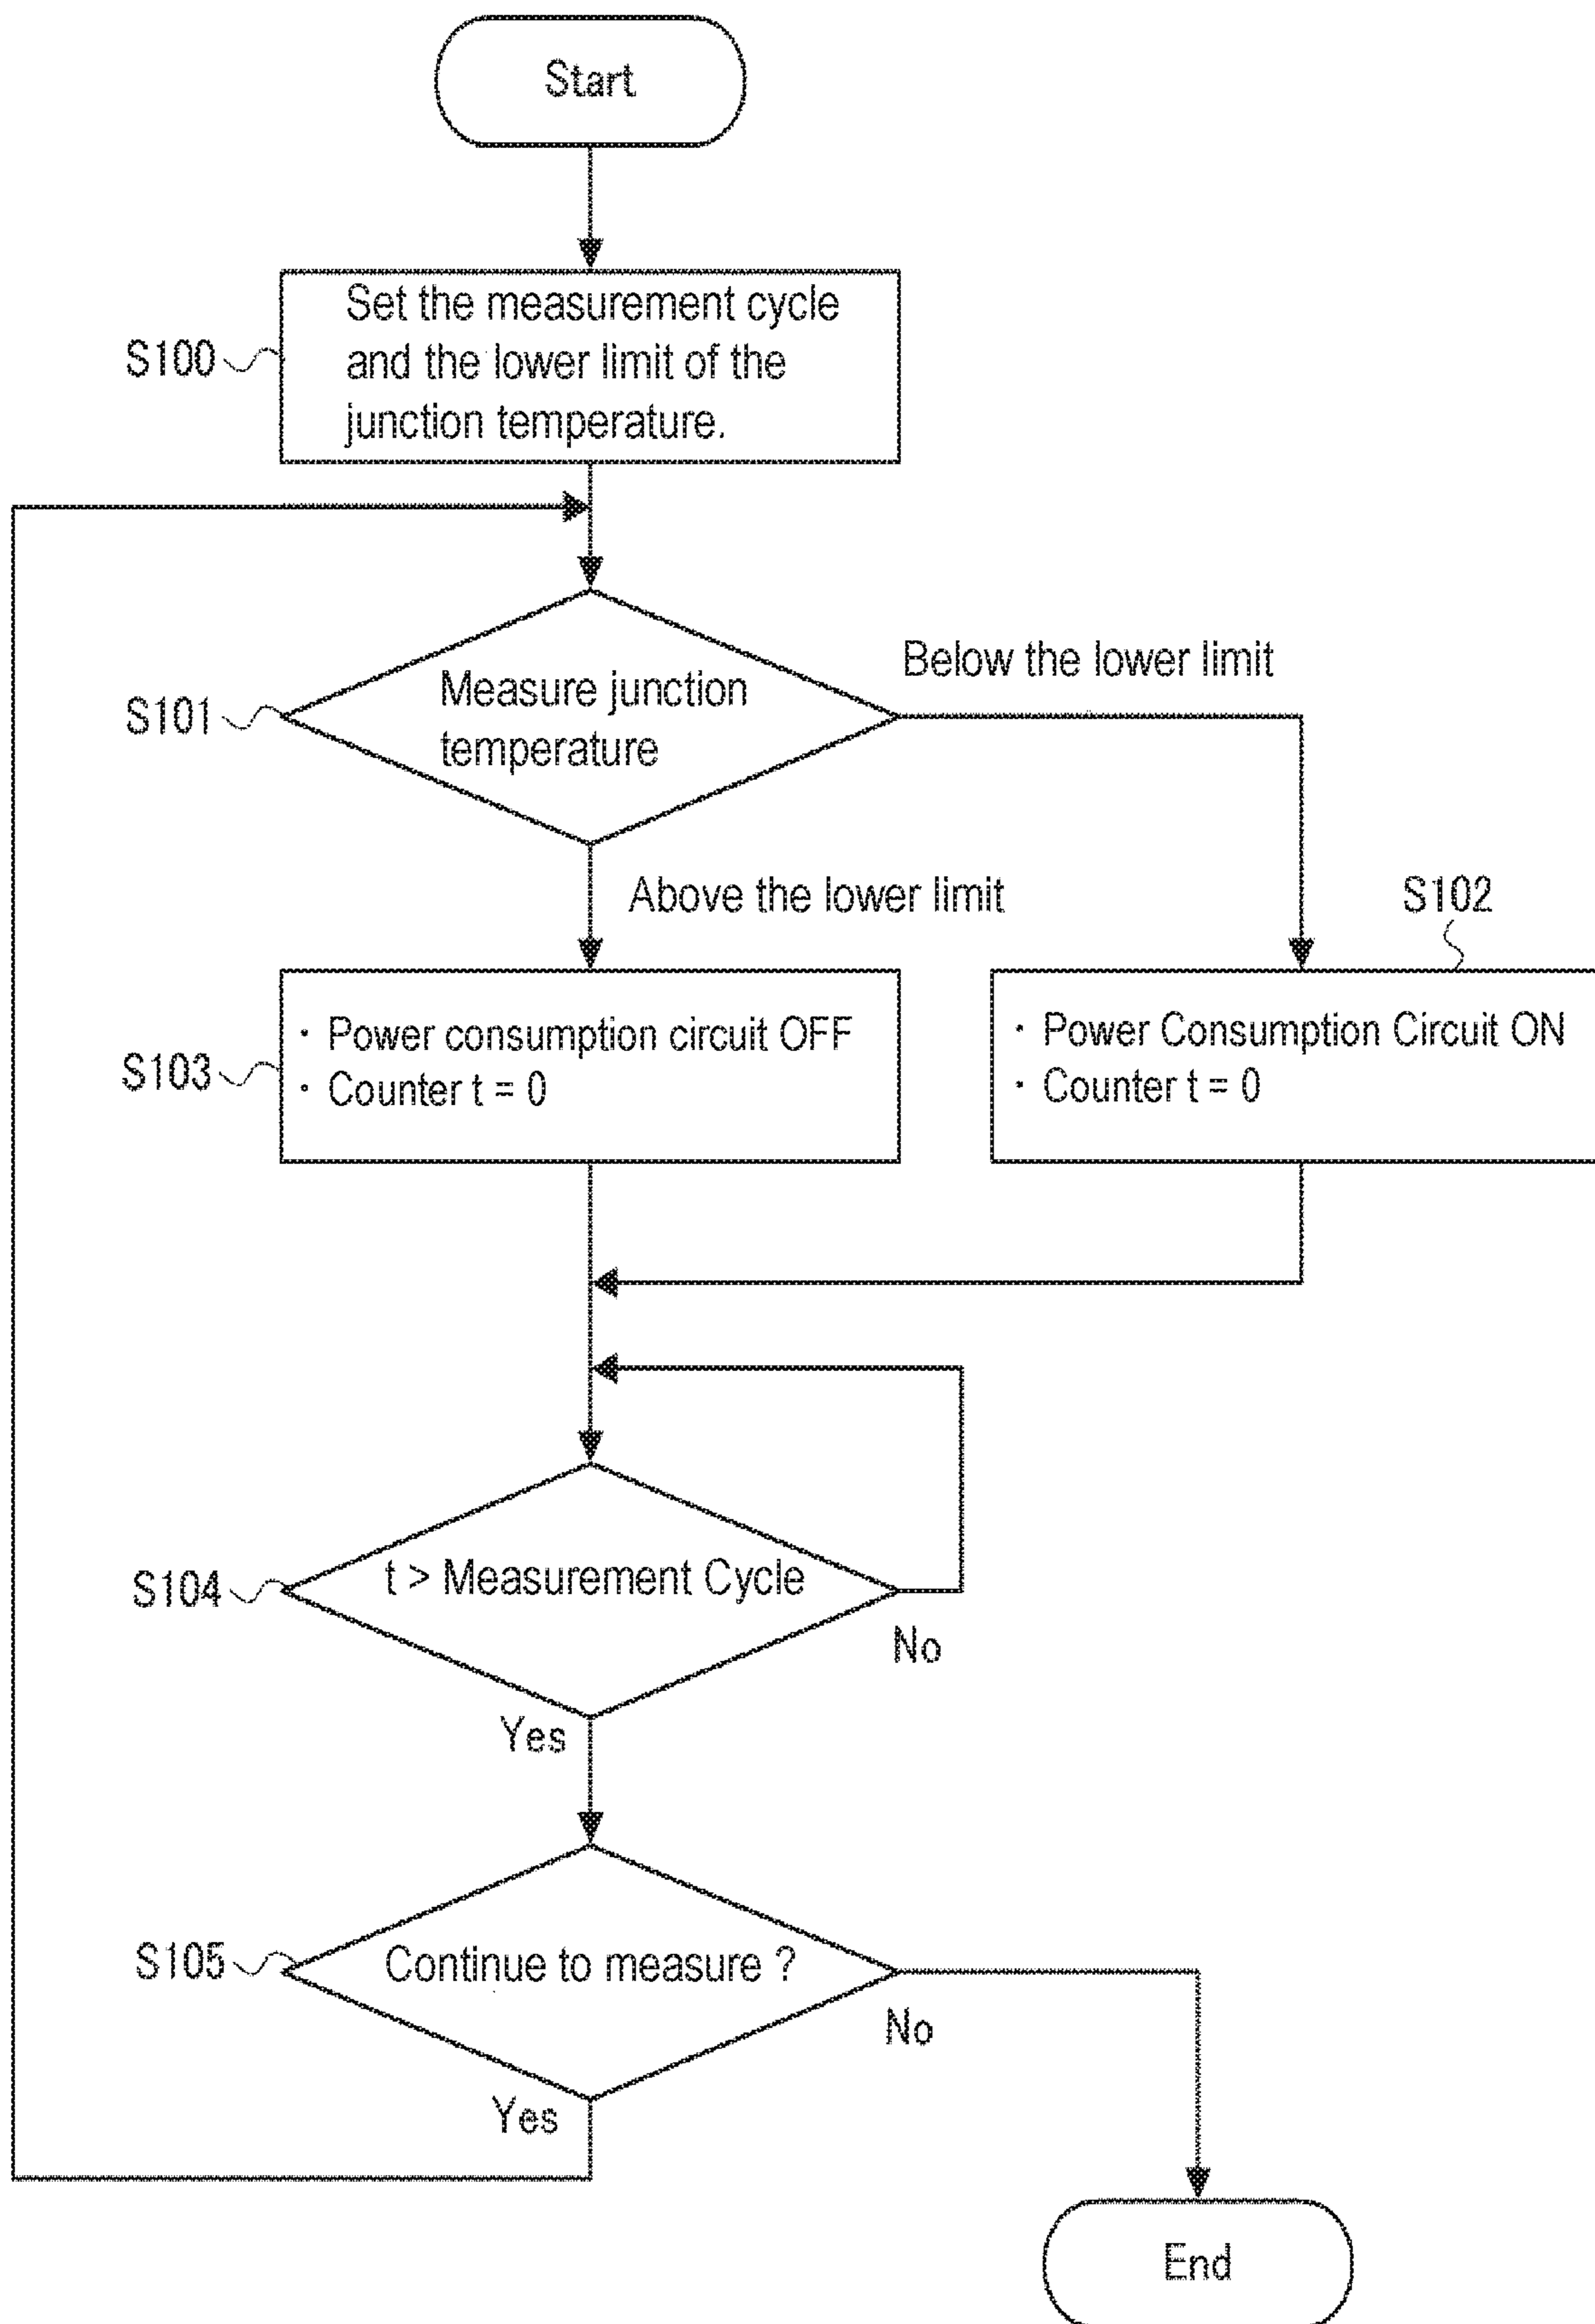 Start
S100
Set the measurement cycle
and the lower limit of the
junction temperature.
S101
Measure junction
temperature
Below the lower limit
Above the lower limit
S102
S103
・ Power consumption circuit OFF
・ Counter t = 0
・ Power Consumption Circuit ON
・ Counter t = 0
S104
t > Measurement Cycle
No
Yes
S105
Continue to measure ?
No
Yes
End